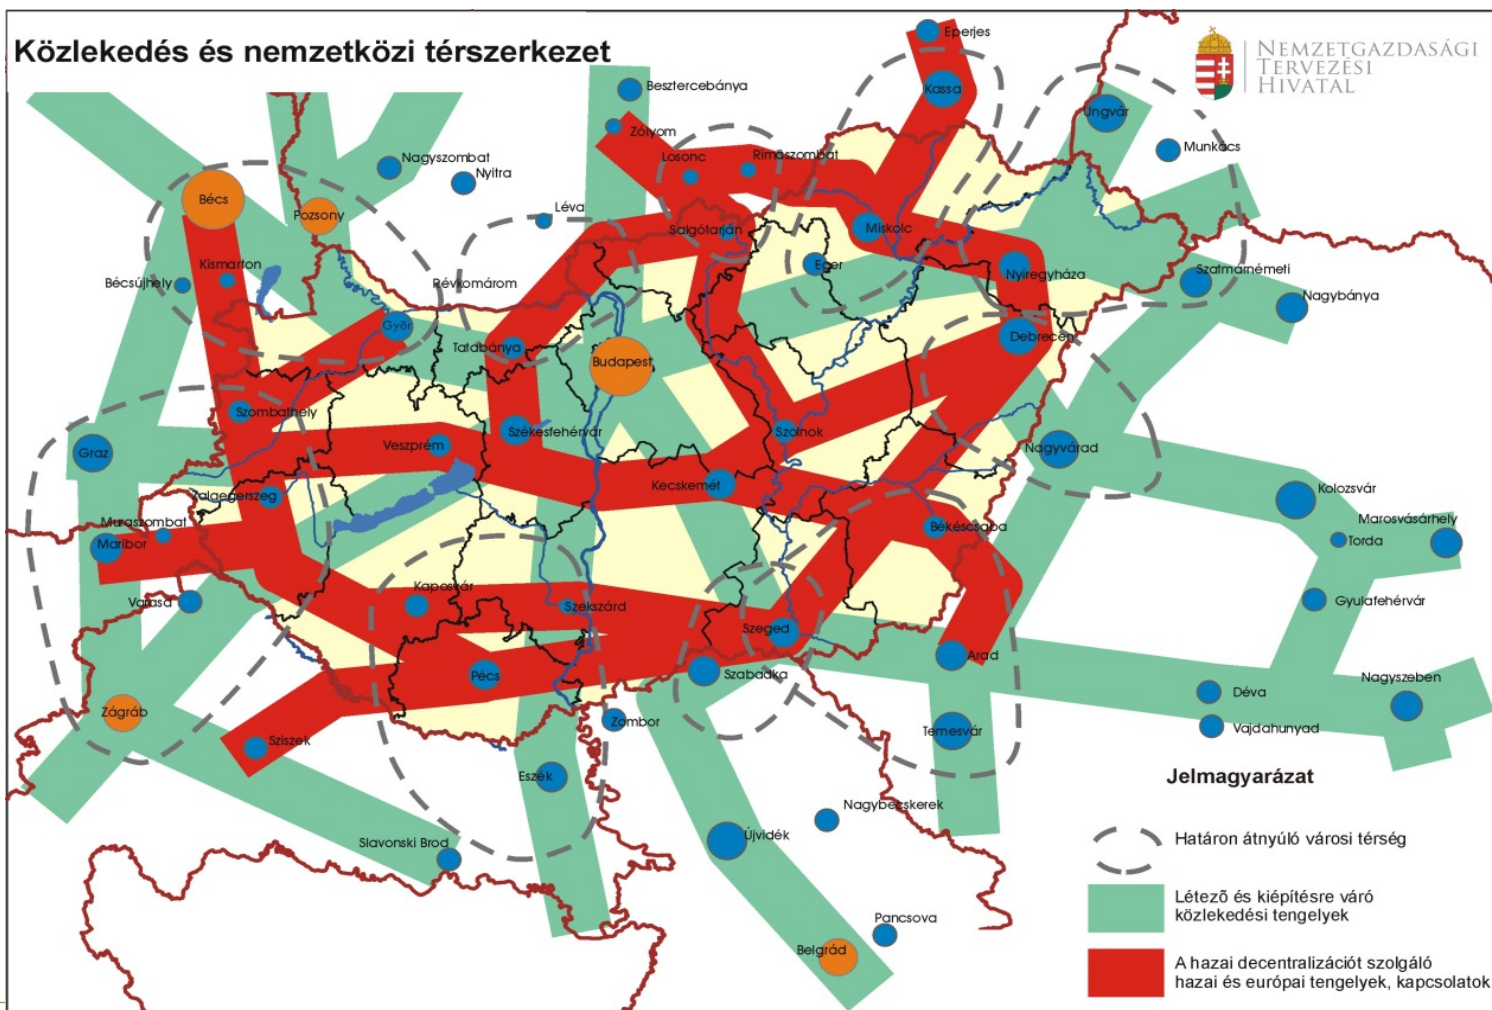 Közlekedés és nemzetközi térszerkezet
NEMZETGAZDASÁGI
TERVEZÉSI
HIVATAL
Eperjes
Besztercebánya
Kassa
Ungvár
Zólyom
Munkács
Nagyszombat
Nyitra
Losonc
Rimaszombat
Bécs
Pozsony
Léva
Salgótarján
Miskolc
Kismarton
Bécsújhely
Révkomárom
Eger
Nyíregyháza
Szatmárnémeti
Nagybánya
Győr
Tatabánya
Budapest
Debrecen
Szombathely
Székesfehérvár
Veszprém
Szolnok
Graz
Nagyvárad
Zalaegerszeg
Kecskemét
Kolozsvár
Muraszombat
Maribor
Békéscsaba
Marosvásárhely
Torda
Varasd
Kaposvár
Szekszárd
Gyulafehérvár
Szeged
Arad
Pécs
Szabadka
Déva
Nagyszeben
Zágráb
Zombor
Temesvár
Vajdahunyad
Sziszek
Eszék
Jelmagyarázat
Nagybecskerek
Újvidék
Slavonski Brod
Határon átnyúló városi térség
Létezõ és kiépítésre váró
közlekedési tengelyek
Pancsova
Belgrád
A hazai decentralizációt szolgáló
hazai és európai tengelyek, kapcsolatok